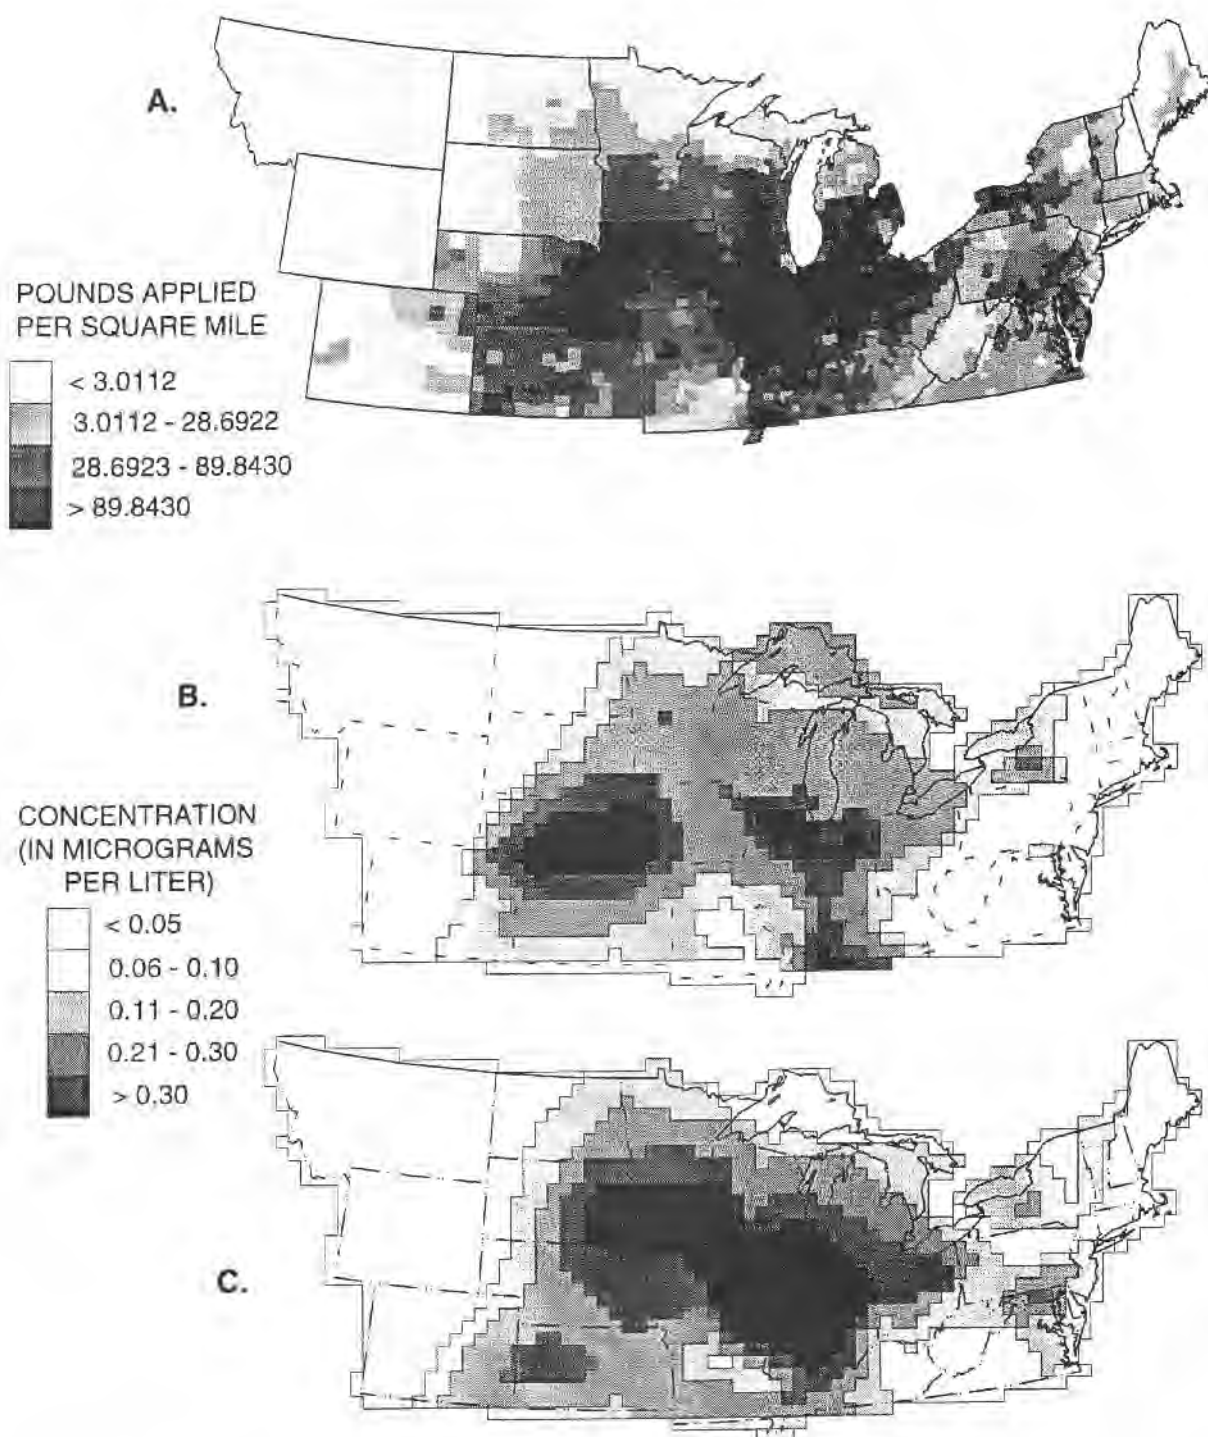 A.
POUNDS APPLIED
PER SQUARE MILE
< 3.0112
3.0112 - 28.6922
28.6923 - 89.8430
> 89.8430
B.
CONCENTRATION
(IN MICROGRAMS
PER LITER)
< 0.05
0.06 - 0.10
0.11 - 0.20
0.21 - 0.30
> 0.30
C.